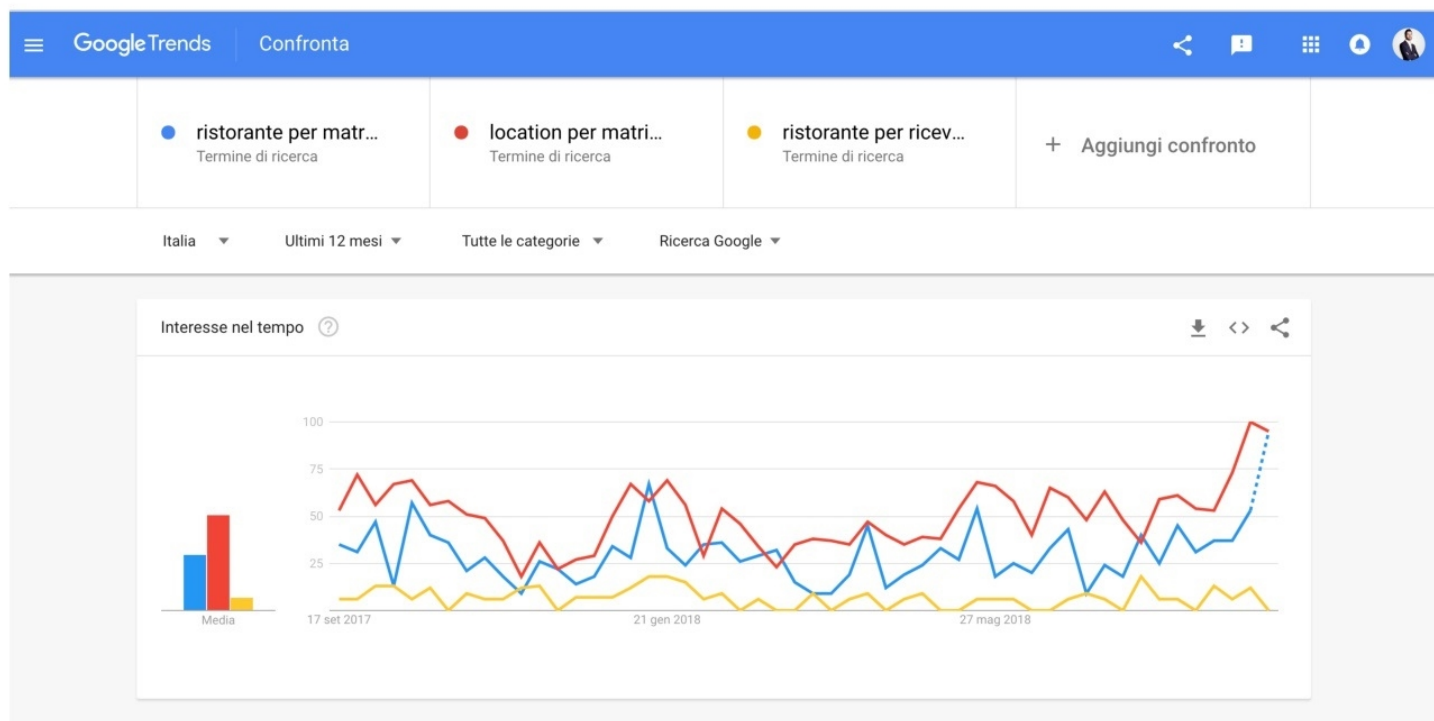 GoogleTrends Confronta
ristorante per matr...
Termine di ricerca
location per matri...
Termine di ricerca
ristorante per ricev...
Termine di ricerca
+ Aggiungi confronto
Italia Ultimi 12 mesi Tutte le categorie Ricerca Google
Interesse nel tempo ?
100
75
50
25
Media
17 set 2017 21 gen 2018 27 mag 2018